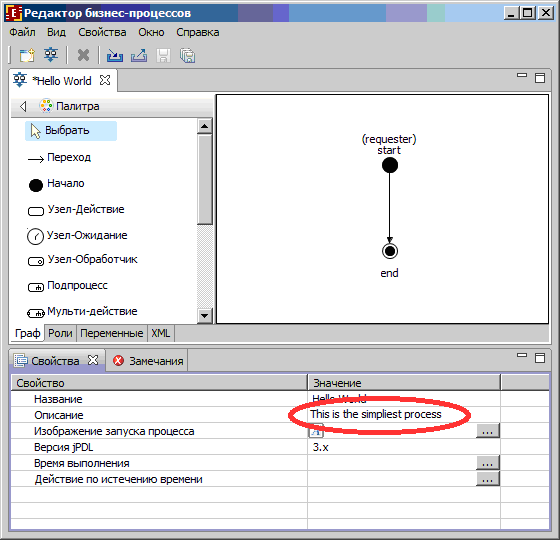 Редактор бизнес-процессов
Файл Вид Свойства Окно Справка
*Hello World
Палитра
Выбрать
Переход
Начало
Узел-Действие
Узел-Ожидание
Узел-Обработчик
Подпроцесс
Мульти-действие
(requester)
start
end
Граф Роли Переменные XML
Свойства Замечания
Свойство Значение
Название Hello World
Описание This is the simpliest process
Изображение запуска процесса ...
Версия jPDL 3.x
Время выполнения ...
Действие по истечению времени ...